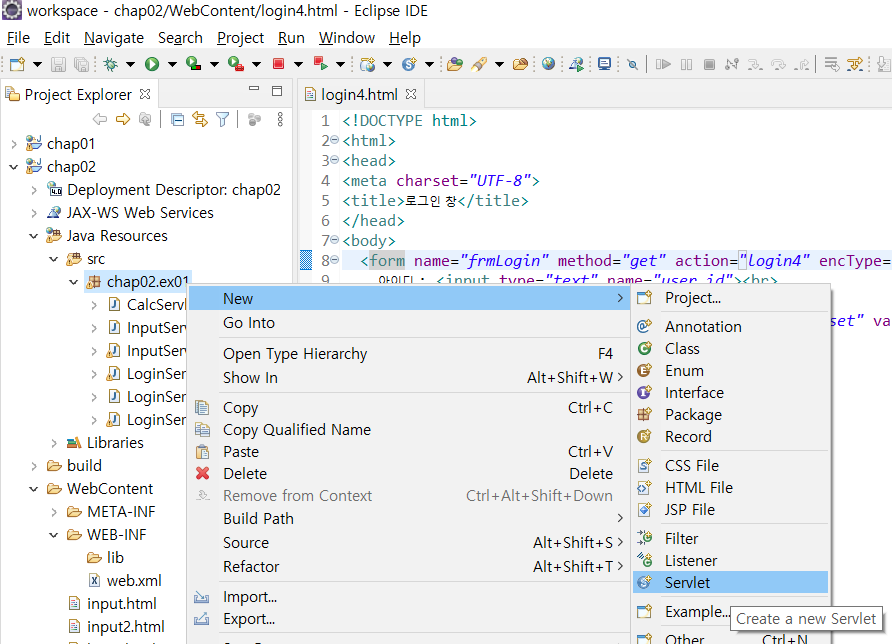 workspace - chap02/WebContent/login4.html - Eclipse IDE
File Edit Navigate Search Project Run Window Help
Project Explorer
login4.html
chap01
chap02
Deployment Descriptor: chap02
JAX-WS Web Services
Java Resources
src
chap02.ex01
CalcServl
InputServ
InputServ
LoginSer
LoginSer
LoginSer
Libraries
build
WebContent
META-INF
WEB-INF
lib
web.xml
input.html
input2.html
1 <!DOCTYPE html>
2 <html>
3 <head>
4 <meta charset="UTF-8">
5 <title>로그인 창</title>
6 </head>
7 <body>
8 <form name="frmLogin" method="get" action="login4" encType=
9 아이디: <input type="text" name="user_id"><br>
set" va
New
Go Into
Open Type Hierarchy F4
Show In Alt+Shift+W
Copy Ctrl+C
Copy Qualified Name
Paste Ctrl+V
Delete Delete
Remove from Context Ctrl+Alt+Shift+Down
Build Path
Source Alt+Shift+S
Refactor Alt+Shift+T
Import...
Export...
Project...
Annotation
Class
Enum
Interface
Package
Record
CSS File
HTML File
JSP File
Filter
Listener
Servlet
Example...
Create a new Servlet
Other Ctrl+N